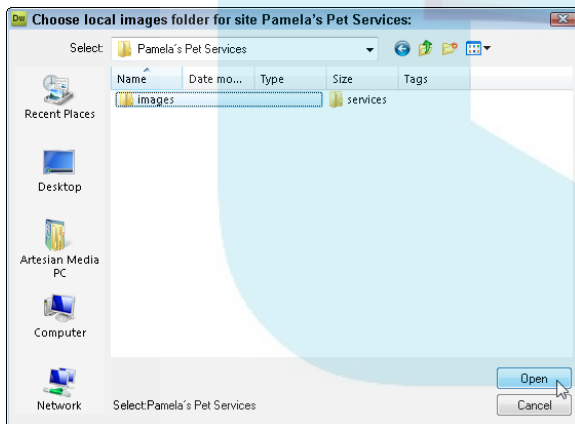 Dw Choose local images folder for site Pamela's Pet Services:
Select: Pamela´s Pet Services
Name Date mo... Type Size Tags
images services
Recent Places
Desktop
Artesian Media
PC
Computer
Network
Select:Pamela´s Pet Services
Open
Cancel